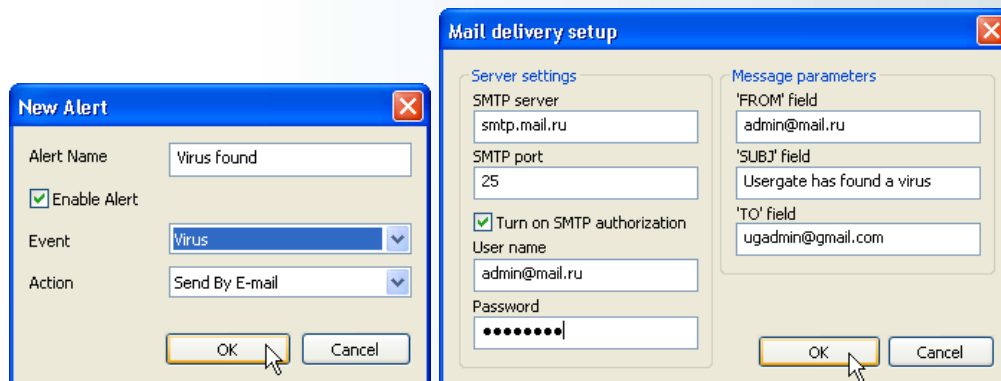 New Alert
Alert Name
Virus found
Enable Alert
Event
Virus
Action
Send By E-mail
OK
Cancel
Mail delivery setup
Server settings
SMTP server
smtp.mail.ru
SMTP port
25
Turn on SMTP authorization
User name
admin@mail.ru
Password
●●●●●●●●
Message parameters
'FROM' field
admin@mail.ru
'SUBJ' field
Usergate has found a virus
'TO' field
ugadmin@gmail.com
OK
Cancel